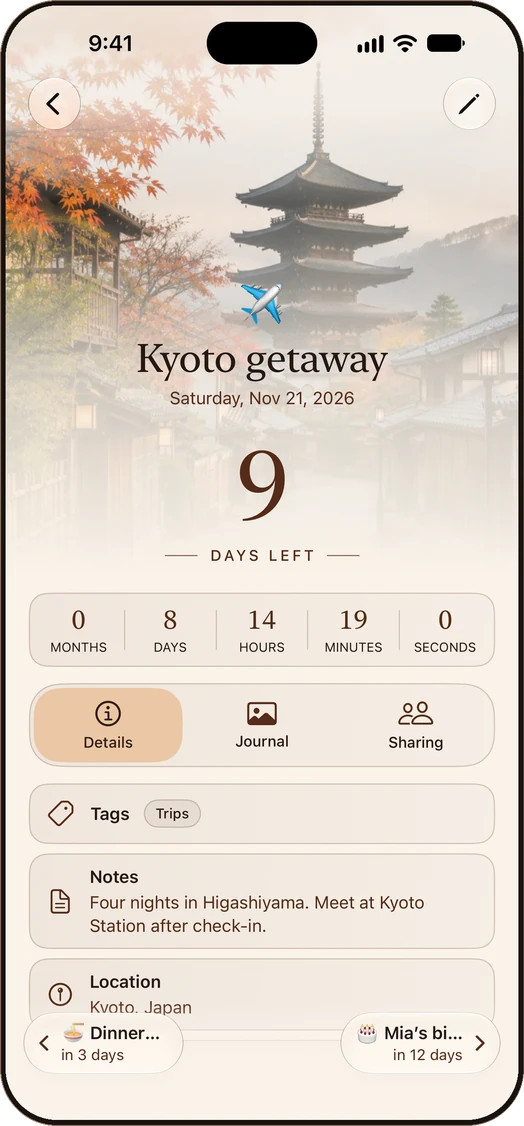 9:41
Kyoto getaway
Saturday, Nov 21, 2026
9
DAYS LEFT
0 8 14 19 0
MONTHS DAYS HOURS MINUTES SECONDS
Details Journal Sharing
Tags Trips
Notes
Four nights in Higashiyama. Meet at Kyoto
Station after check-in.
Location
Kyoto, Japan
Dinner... Mia's bi...
in 3 days in 12 days